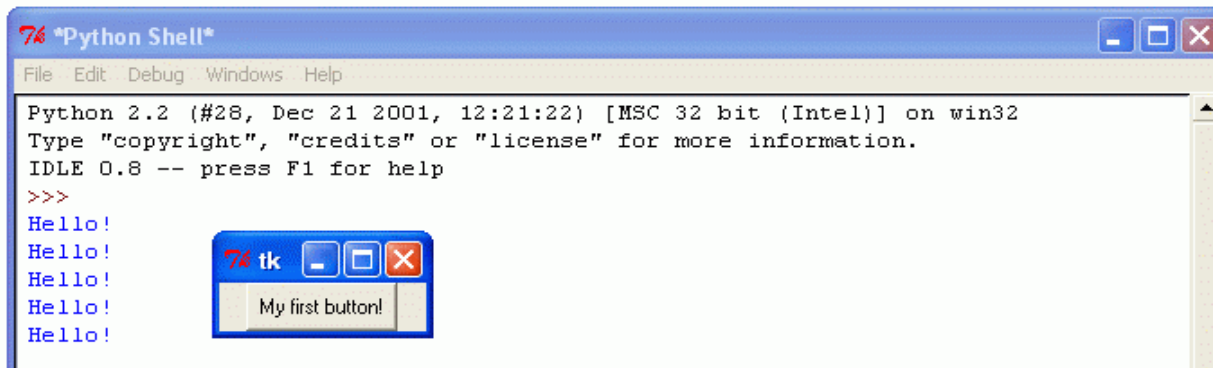 *Python Shell*
File Edit Debug Windows Help
Python 2.2 (#28, Dec 21 2001, 12:21:22) [MSC 32 bit (Intel)] on win32
Type "copyright", "credits" or "license" for more information.
IDLE 0.8 -- press F1 for help
>>>
Hello!
Hello!
Hello!
Hello!
Hello!
tk
My first button!